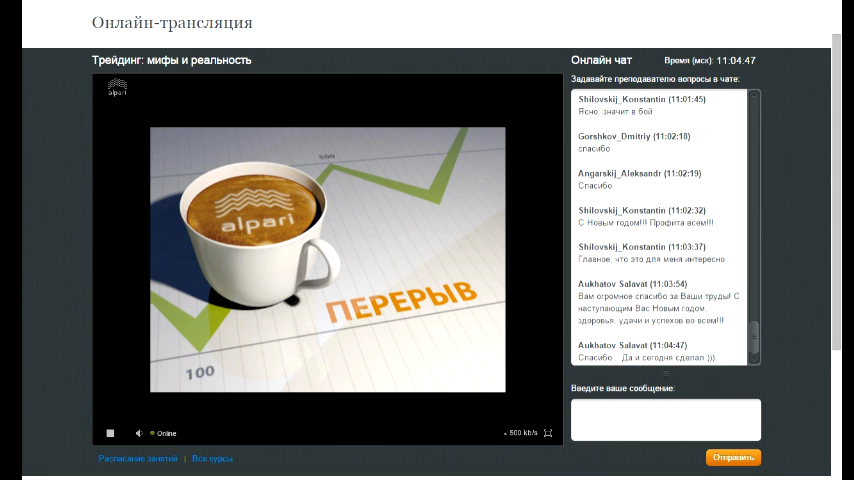 Онлайн-трансляция
Трейдинг: мифы и реальность
Онлайн чат
Время (мск): 11:04:47
Задавайте преподавателю вопросы в чате:
alpari
500
alpari
ПЕРЕРЫВ
100
Online
500 kb/s
Shilovskij_Konstantin (11:01:45)
Ясно, значит в бой
Gorshkov_Dmitriy (11:02:18)
спасибо
Angarskij_Aleksandr (11:02:19)
Спасибо.
Shilovskij_Konstantin (11:02:32)
С Новым годом!!! Профита всем!!!
Shilovskij_Konstantin (11:03:37)
Главное, что это для меня интересно
Aukhatov Salavat (11:03:54)
Вам огромное спасибо за Ваши труды! С
наступающим Вас Новым годом,
здоровья, удачи и успехов во всем!!!
Aukhatov Salavat (11:04:47)
Спасибо... Да и сегодня сделал )))
Введите ваше сообщение:
Отправить
Расписание занятий | Все курсы